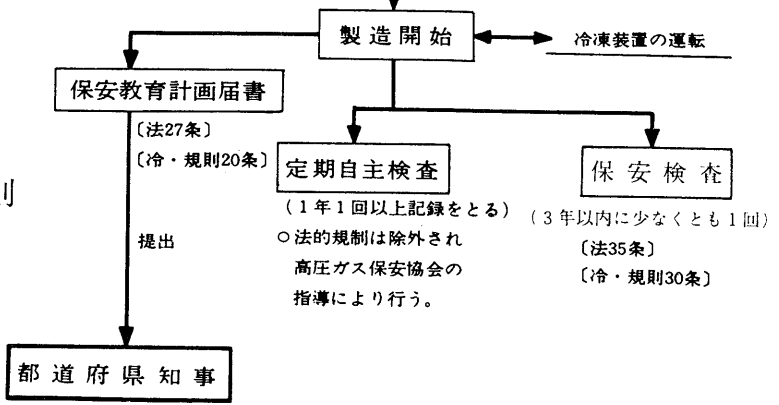 製造開始
冷凍装置の運転
保安教育計画届書
〔法27条〕
〔冷・規則20条〕
則
定期自主検査
(1年1回以上記録をとる)
○法的規制は除外され
高圧ガス保安協会の
指導により行う。
保安検査
(3年以内に少なくとも1回)
〔法35条〕
〔冷・規則30条〕
提出
都道府県知事